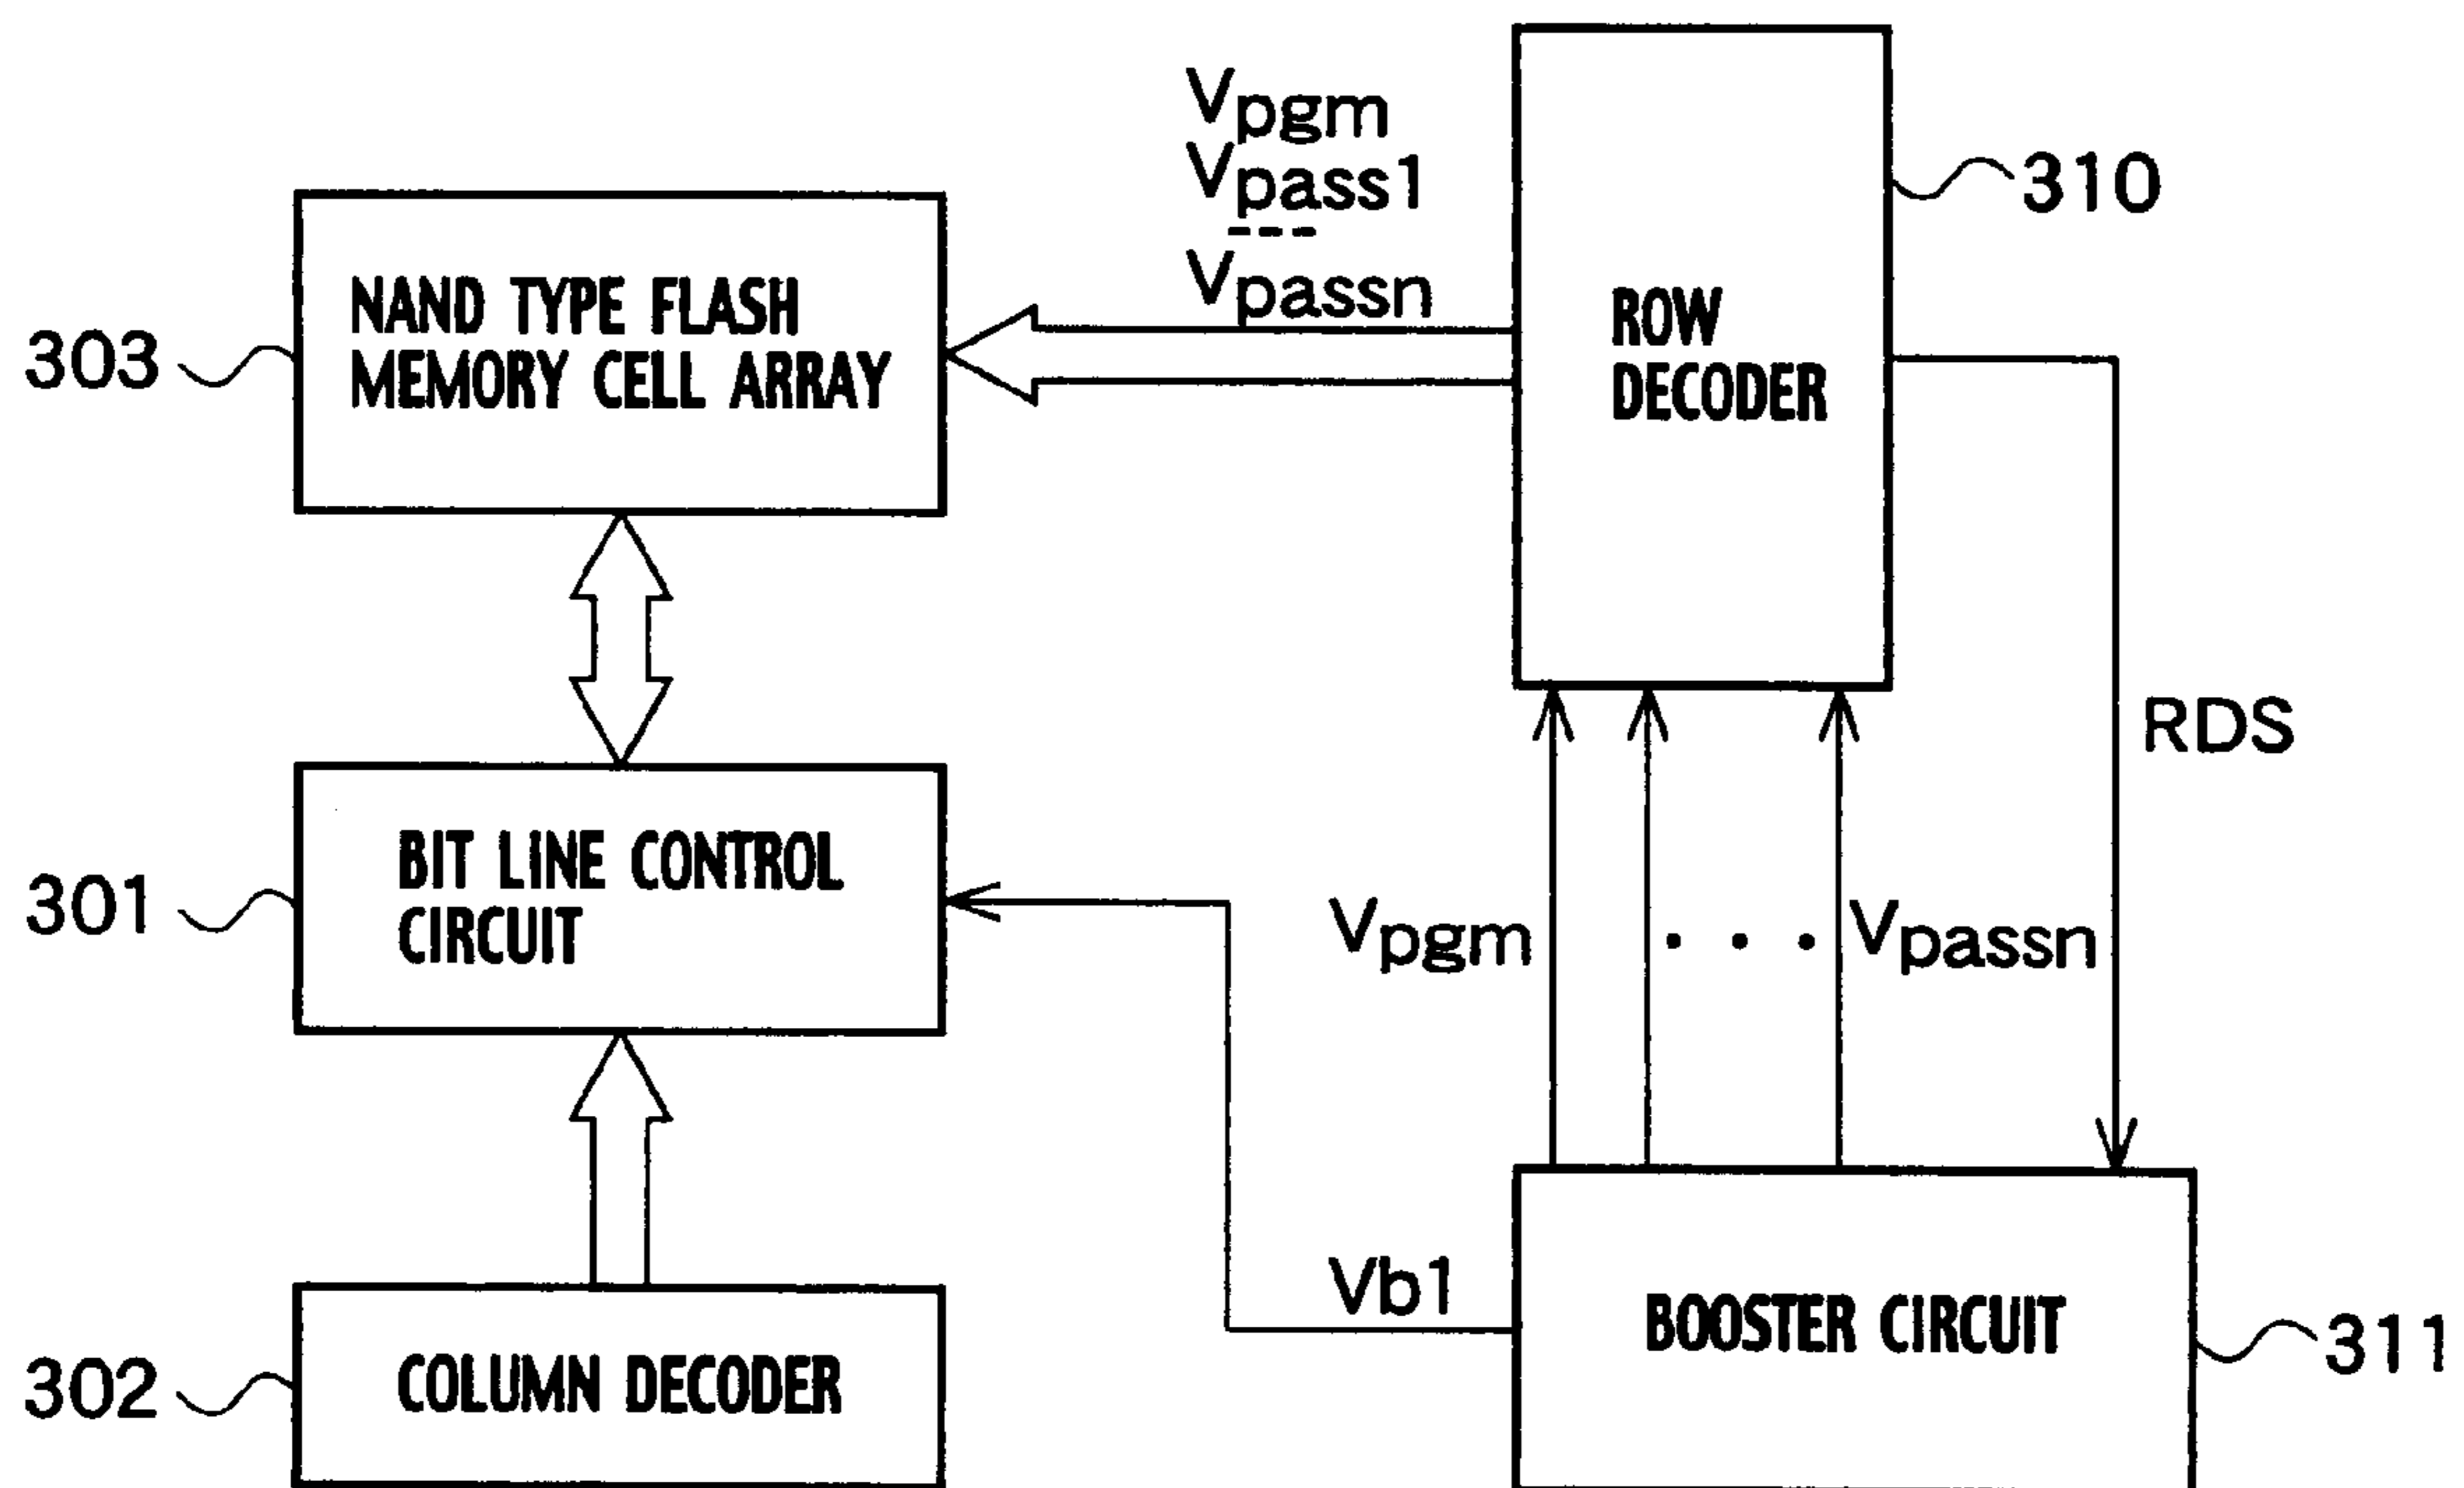 Vpgm
Vpass1
---
Vpassn
310
NAND TYPE FLASH
MEMORY CELL ARRAY
303
ROW
DECODER
RDS
BIT LINE CONTROL
CIRCUIT
301
Vpgm
• • •
Vpassn
Vb1
BOOSTER CIRCUIT
311
COLUMN DECODER
302